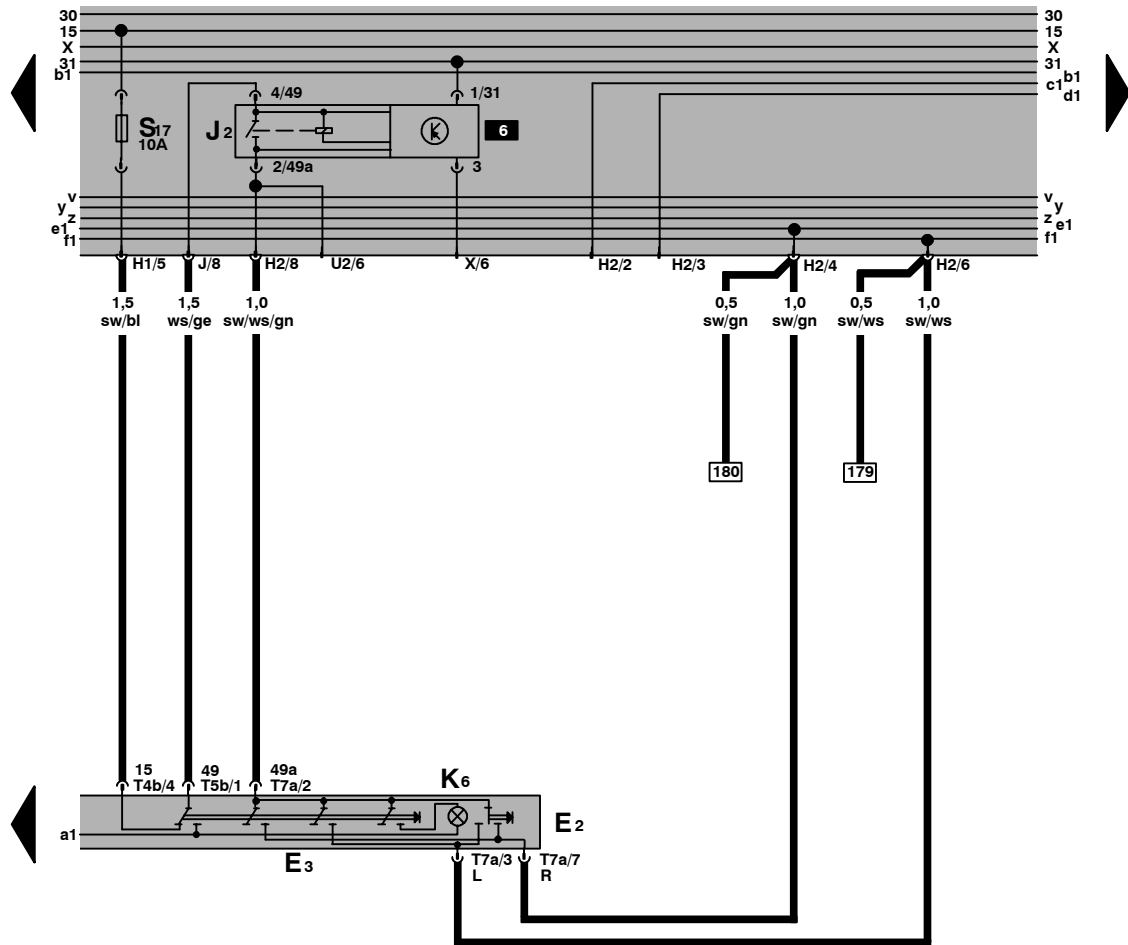 30 30
15 15
X X
31 31
b1 b1
c1
d1
4/49 1/31
S17
10A
J2
6
2/49a 3
v v
y y
z z
e1 e1
f1 f1
H1/5 J/8 H2/8 U2/6 X/6 H2/2 H2/3 H2/4 H2/6
1,5 1,5 1,0 0,5 1,0 0,5 1,0
sw/bl ws/ge sw/ws/gn sw/gn sw/gn sw/ws sw/ws
180 179
15 49 49a
T4b/4 T5b/1 T7a/2
K6
E2
a1
E3
T7a/3 T7a/7
L R